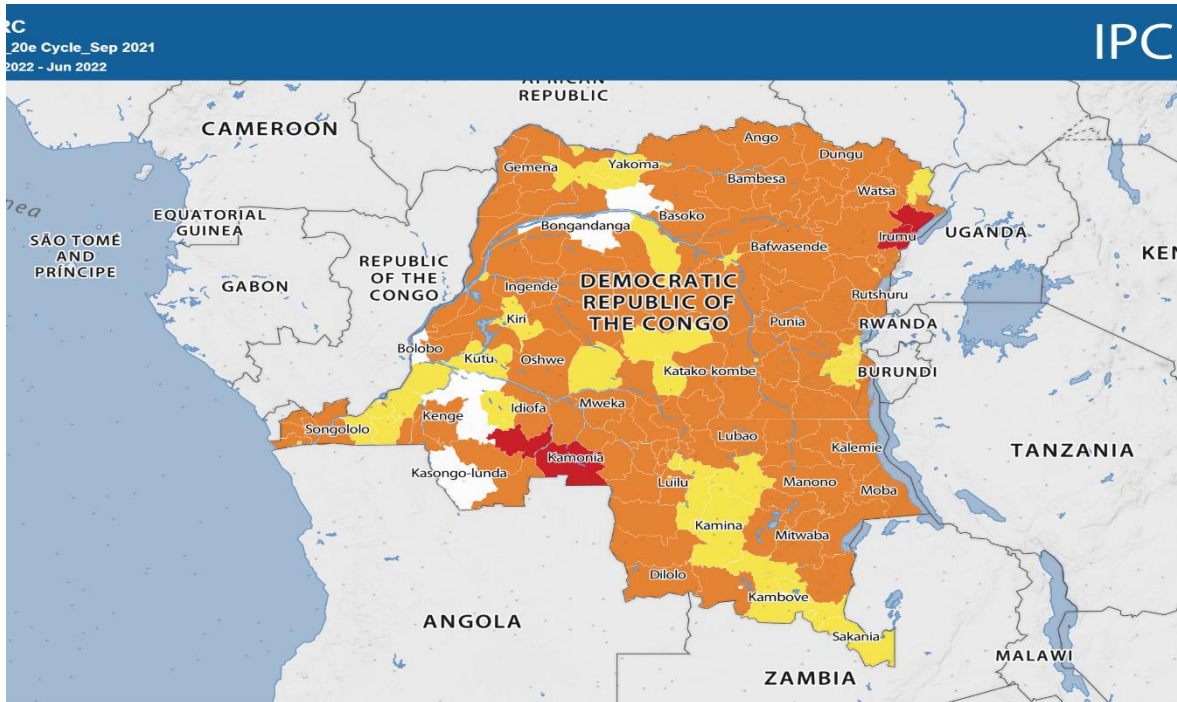 RC
_20e Cycle_Sep 2021
2022 - Jun 2022
IPC
AFRICAN
REPUBLIC
CAMEROON
Ango
Dungu
Gemena
Yakoma
Bambesa
Watsa
EQUATORIAL
GUINEA
Basoko
Bongandanga
Irumu
UGANDA
SÃO TOMÉ
AND
PRÍNCIPE
REPUBLIC
OF THE
CONGO
Bafwasende
KEN
GABON
Ingende
DEMOCRATIC
REPUBLIC OF
THE CONGO
Rutshuru
Kiri
Punia
RWANDA
Bolobo
Kutu
Oshwe
Katako-kombe
BURUNDI
Mweka
Kenge
Idiofa
Songololo
Lubao
Kalemie
TANZANIA
Kamonia
Kasongo-lunda
Luilu
Manono
Moba
Kamina
Mitwaba
Dilolo
Kambove
ANGOLA
Sakania
MALAWI
ZAMBIA